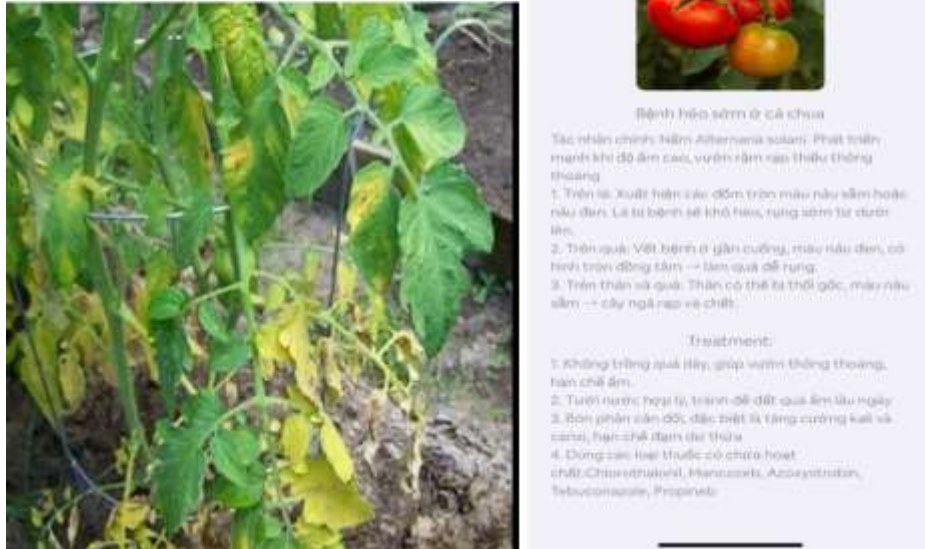 Bệnh héo sớm ở cà chua
Tác nhân chính: Nấm Alternaria solani. Phát triển
mạnh khi độ ẩm cao, vườn rậm rạp thiếu thông
thoáng
1. Trên lá: Xuất hiện các đốm tròn màu nâu sẫm hoặc
nâu đen. Lá bị bệnh sẽ khô héo, rụng sớm từ dưới
lên.
2. Trên quả: Vết bệnh ở gần cuống, màu nâu đen, có
hình tròn đồng tâm → làm quả dễ rụng.
3. Trên thân và quả: Thân có thể bị thối gốc, màu nâu
sẫm → cây ngã rạp và chết.
Treatment:
1. Không trồng quá dày, giúp vườn thông thoáng,
hạn chế ẩm.
2. Tưới nước hợp lý, tránh để đất quá ẩm lâu ngày
3. Bón phân cân đối, đặc biệt là tăng cường kali và
canxi, hạn chế đạm dư thừa
4. Dùng các loại thuốc có chứa hoạt
chất:Chlorothalonil, Mancozeb, Azoxystrobin,
Tebuconazole, Propineb